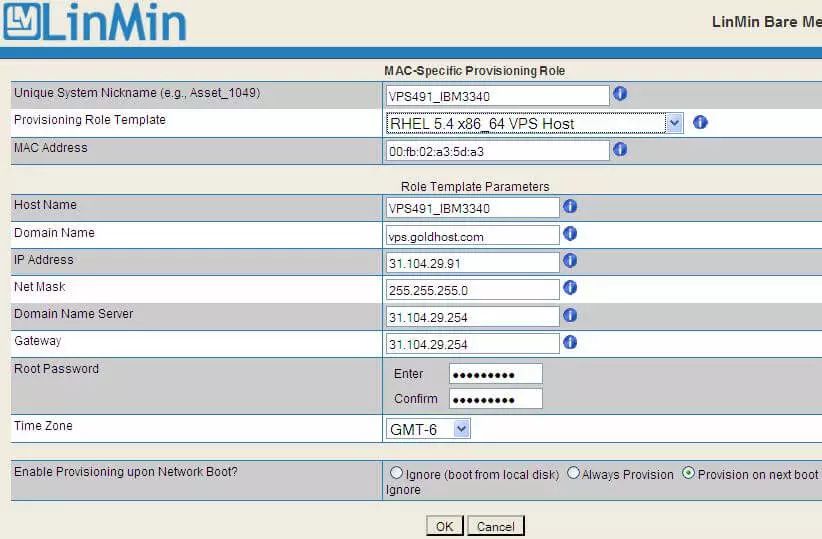 LM LinMin
LinMin Bare Me
MAC-Specific Provisioning Role
Unique System Nickname (e.g., Asset_1049) VPS491_IBM3340
Provisioning Role Template RHEL 5.4 x86_64 VPS Host
MAC Address 00:fb:02:a3:5d:a3
Role Template Parameters
Host Name VPS491_IBM3340
Domain Name vps.goldhost.com
IP Address 31.104.29.91
Net Mask 255.255.255.0
Domain Name Server 31.104.29.254
Gateway 31.104.29.254
Root Password Enter •••••••••
Confirm •••••••••
Time Zone GMT-6
Enable Provisioning upon Network Boot? Ignore (boot from local disk) Always Provision Provision on next boot
Ignore
OK Cancel